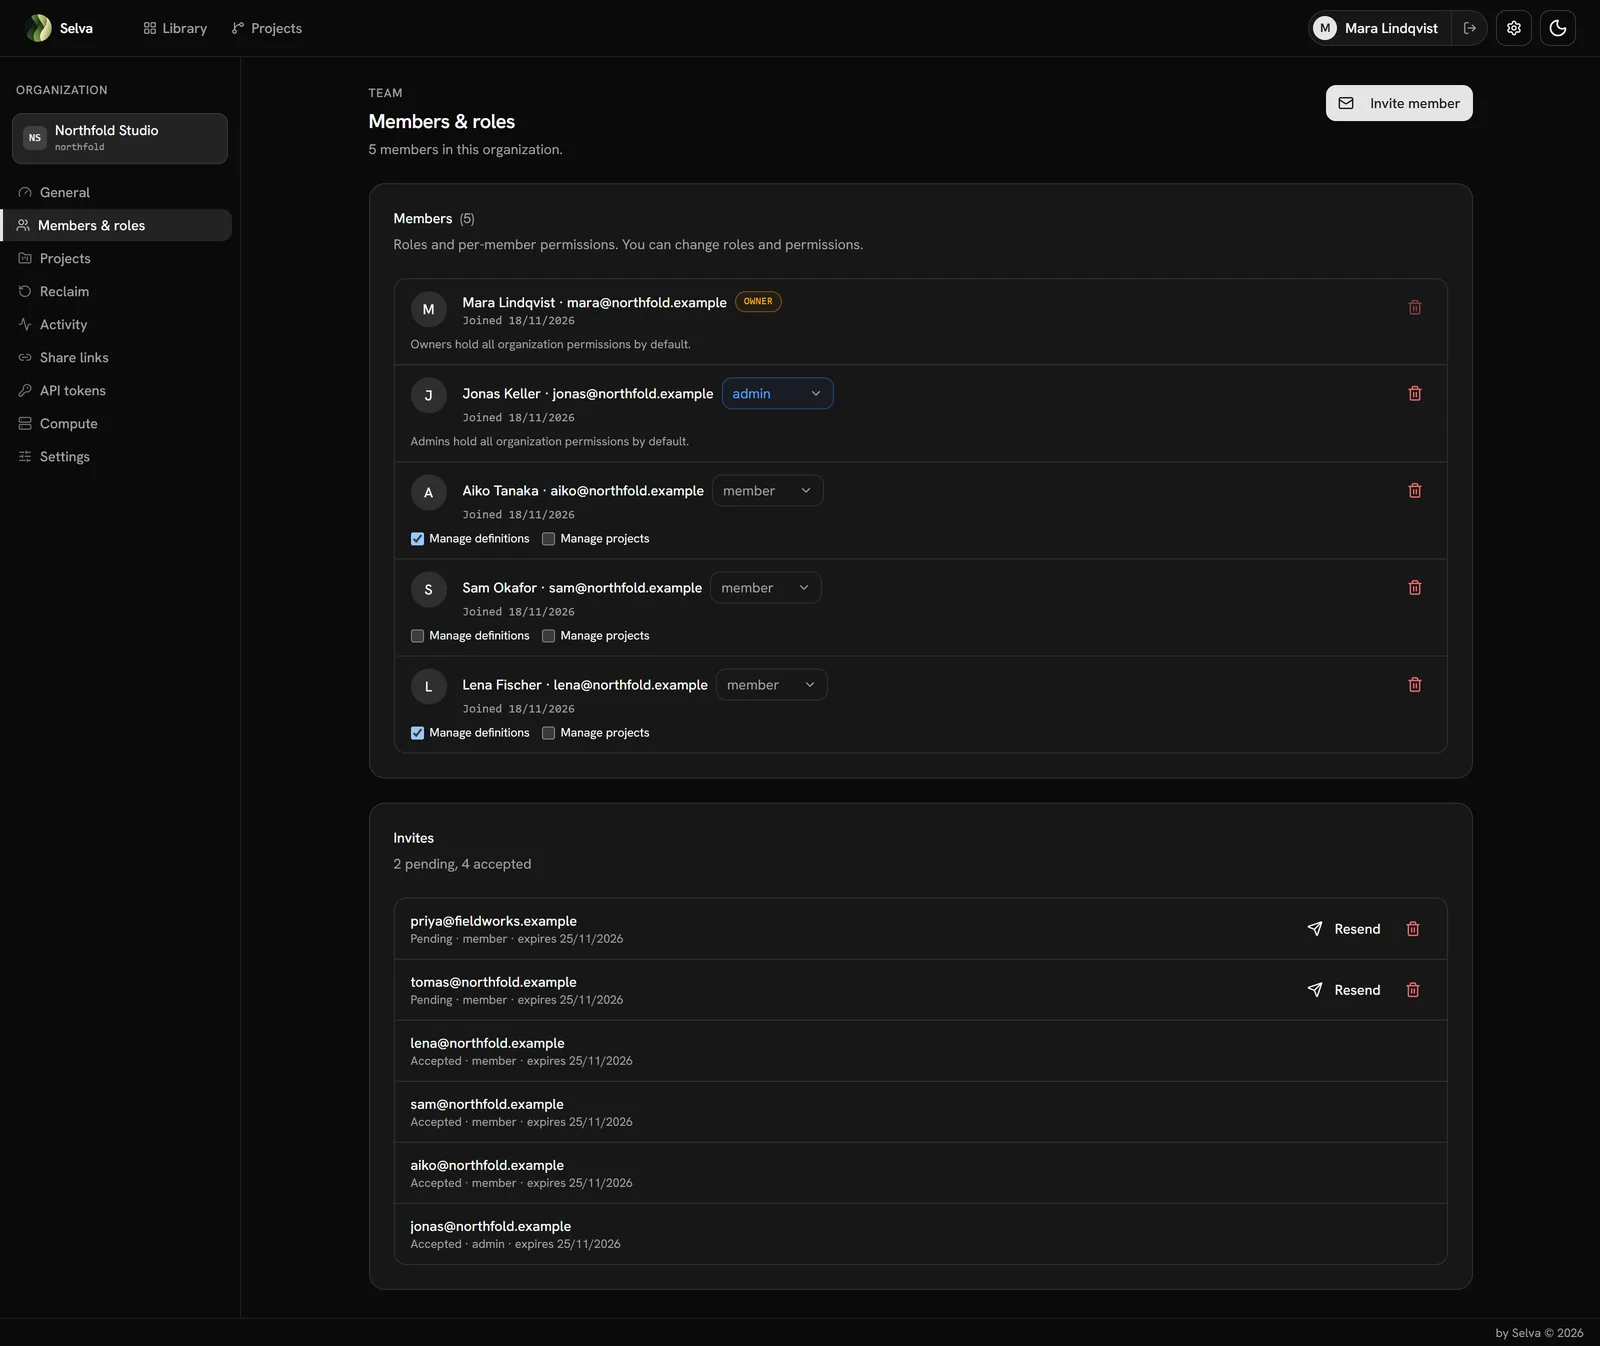 Selva
Library
Projects
M
Mara Lindqvist
ORGANIZATION
NS
Northfold Studio
northfold
General
Members & roles
Projects
Reclaim
Activity
Share links
API tokens
Compute
Settings
TEAM
Members & roles
5 members in this organization.
Invite member
Members (5)
Roles and per-member permissions. You can change roles and permissions.
M
Mara Lindqvist · mara@northfold.example OWNER
Joined 18/11/2026
Owners hold all organization permissions by default.
J
Jonas Keller · jonas@northfold.example admin
Joined 18/11/2026
Admins hold all organization permissions by default.
A
Aiko Tanaka · aiko@northfold.example member
Joined 18/11/2026
Manage definitions Manage projects
S
Sam Okafor · sam@northfold.example member
Joined 18/11/2026
Manage definitions Manage projects
L
Lena Fischer · lena@northfold.example member
Joined 18/11/2026
Manage definitions Manage projects
Invites
2 pending, 4 accepted
priya@fieldworks.example
Pending · member · expires 25/11/2026
Resend
tomas@northfold.example
Pending · member · expires 25/11/2026
Resend
lena@northfold.example
Accepted · member · expires 25/11/2026
sam@northfold.example
Accepted · member · expires 25/11/2026
aiko@northfold.example
Accepted · member · expires 25/11/2026
jonas@northfold.example
Accepted · admin · expires 25/11/2026
by Selva © 2026